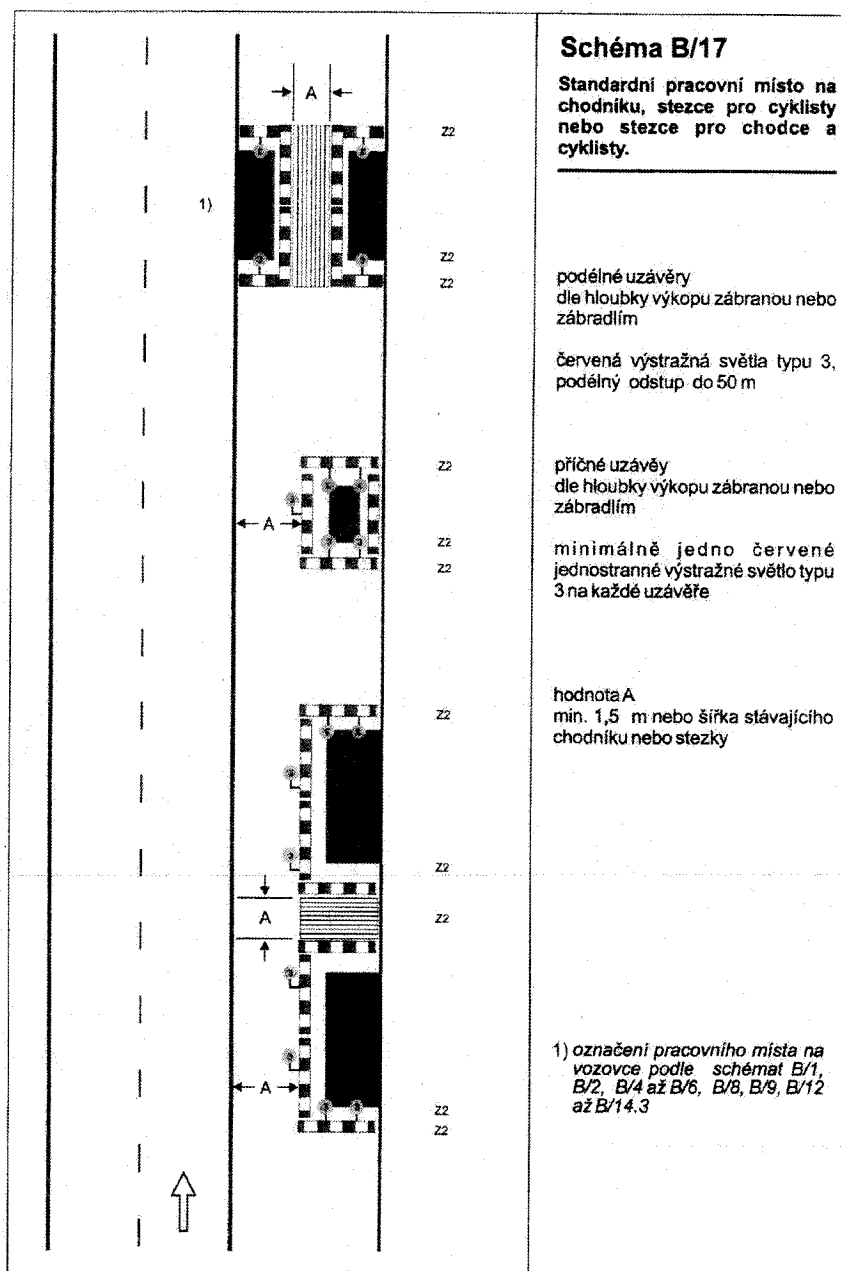 Schéma B/17
Standardní pracovní místo na
chodníku, stezce pro cyklisty
nebo stezce pro chodce a
cyklisty.
A
Z2
1)
Z2
Z2
podélné uzávěry
dle hloubky výkopu zábranou nebo
zábradlím
červená výstražná světla typu 3,
podélný odstup do 50 m
Z2
A
Z2
Z2
příčné uzávěy
dle hloubky výkopu zábranou nebo
zábradlím
minimálně jedno červené
jednostranné výstražné světlo typu
3 na každé uzávěře
Z2
hodnota A
min. 1,5 m nebo šířka stávajícího
chodníku nebo stezky
Z2
A
Z2
A
Z2
Z2
1) označení pracovního místa na
vozovce podle schémat B/1,
B/2, B/4 až B/6, B/8, B/9, B/12
až B/14.3